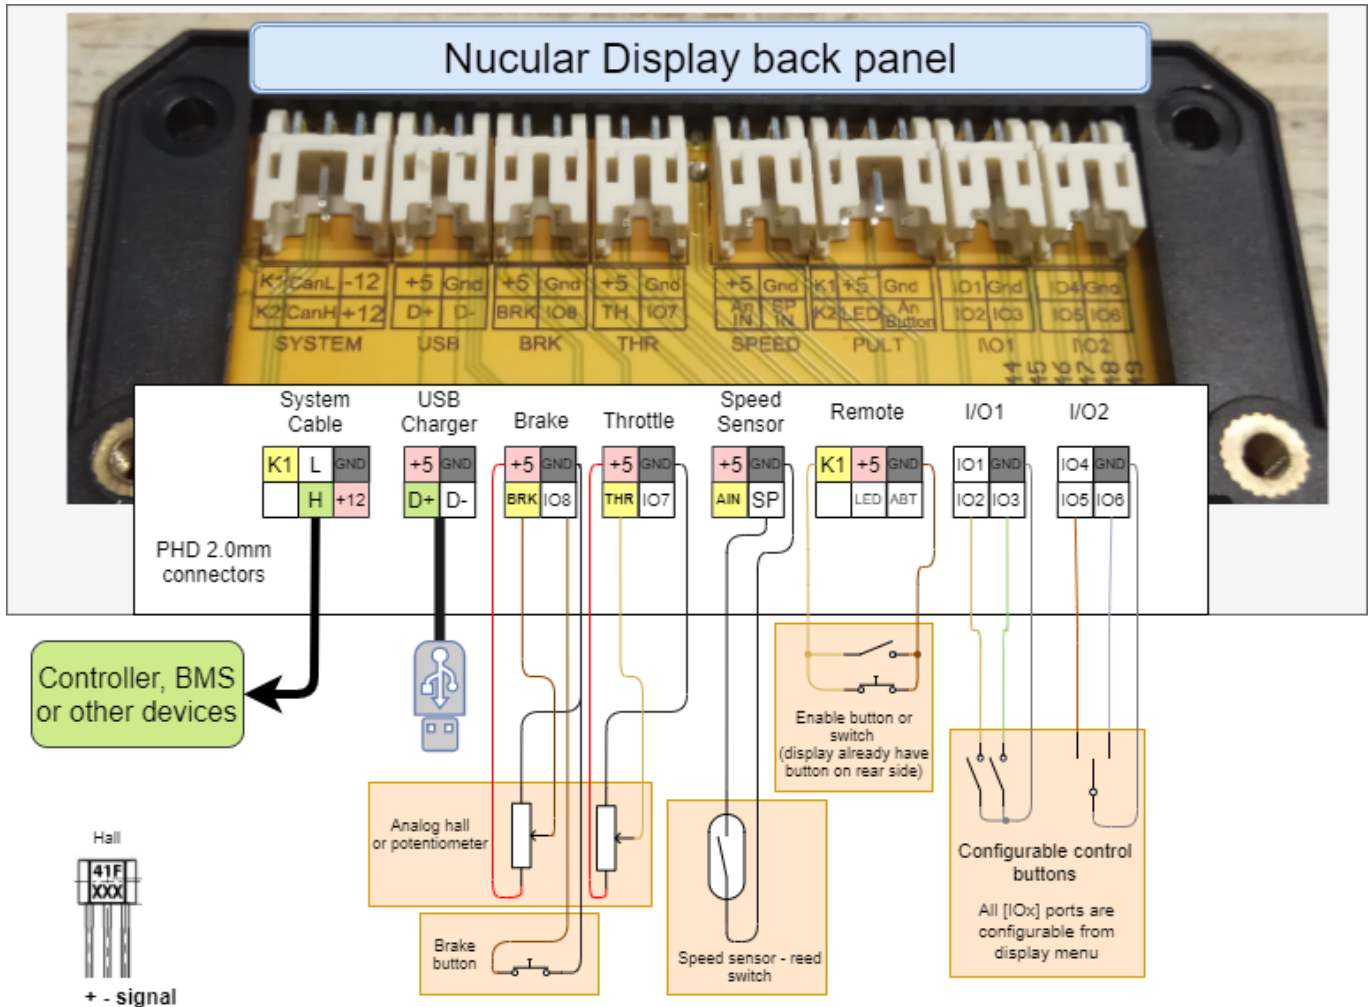 Nucular Display back panel
K1 CanL -12
K2 CanH +12
SYSTEM
+5 Gnd
D+ D-
USB
+5 Gnd
BRK IO8
BRK
+5 Gnd
TH IO7
THR
+5 Gnd
An IN SP IN
SPEED
K1 +5 Gnd
K2 LED An Button
PULT
IO1 Gnd
IO2 IO3
I/O1
IO4 Gnd
IO5 IO6
I/O2
System
Cable
K1 L GND
H +12
USB
Charger
+5 GND
D+ D-
Brake
+5 GND
BRK IO8
Throttle
+5 GND
THR IO7
Speed
Sensor
+5 GND
AIN SP
Remote
K1 +5 GND
LED ABT
I/O1
IO1 GND
IO2 IO3
I/O2
IO4 GND
IO5 IO6
PHD 2.0mm
connectors
Controller, BMS
or other devices
Enable button or
switch
(display already have
button on rear side)
Analog hall
or potentiometer
Brake
button
Speed sensor - reed
switch
Configurable control
buttons
All [IOx] ports are
configurable from
display menu
Hall
41F
XXX
+ - signal